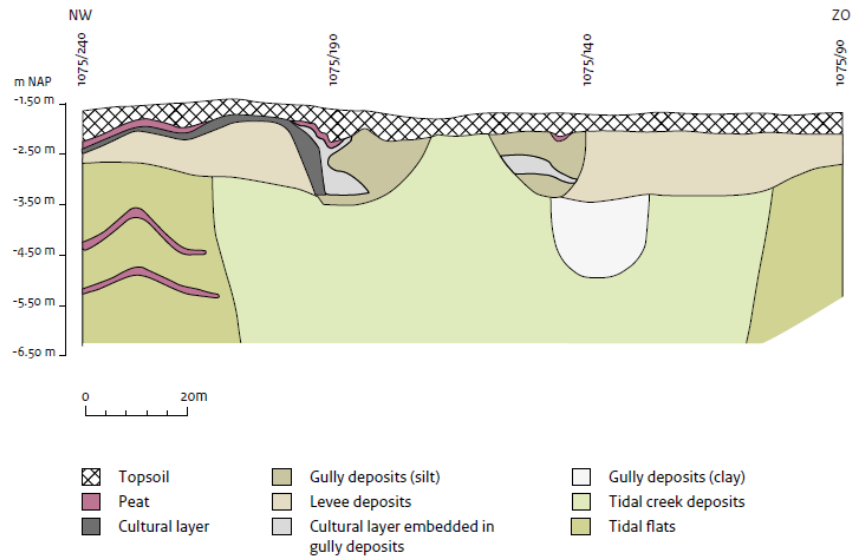 NW
ZO
1075/240
1075/190
1075/140
1075/90
m NAP
-1.50 m
-2.50 m
-3.50 m
-4.50 m
-5.50 m
-6.50 m
0
20m
Topsoil
Gully deposits (silt)
Gully deposits (clay)
Peat
Levee deposits
Tidal creek deposits
Cultural layer
Cultural layer embedded in
gully deposits
Tidal flats